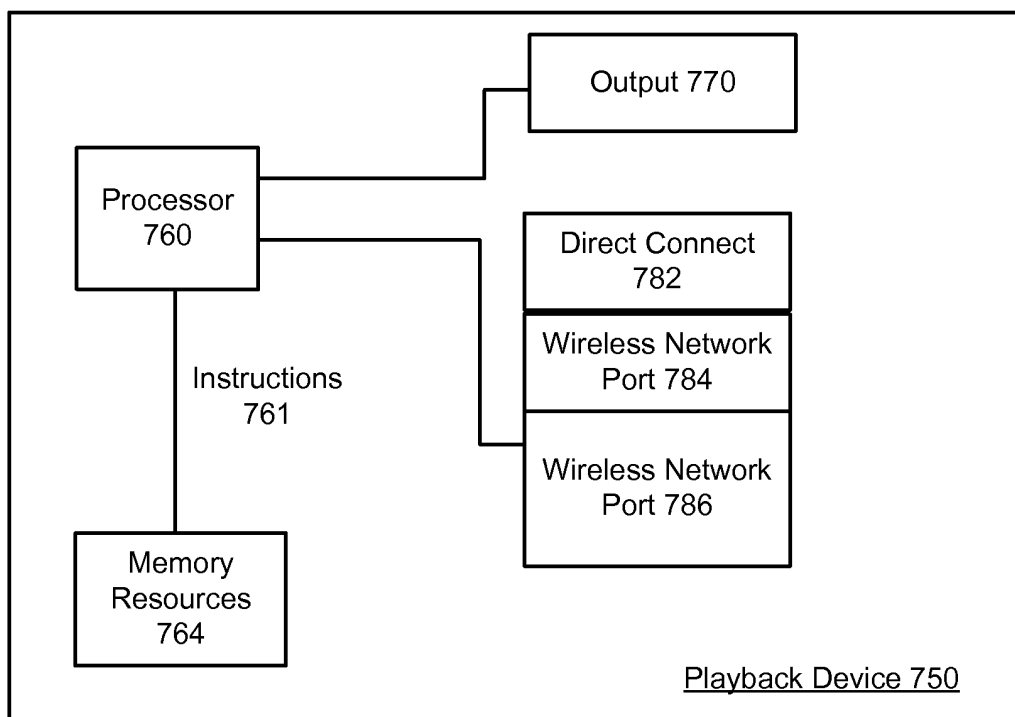 Output 770
Processor
760
Direct Connect
782
Wireless Network
Port 784
Instructions
761
Wireless Network
Port 786
Memory
Resources
764
Playback Device 750